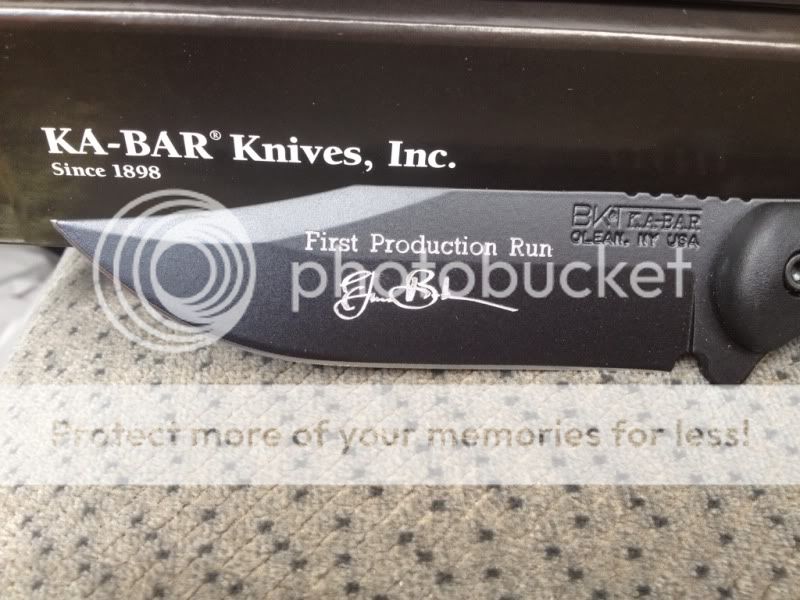 KA-BAR® Knives, Inc.
Since 1898
BKT KA-BAR
OLEAN, NY USA
First Production Run
photobucket
Protect more of your memories for less!